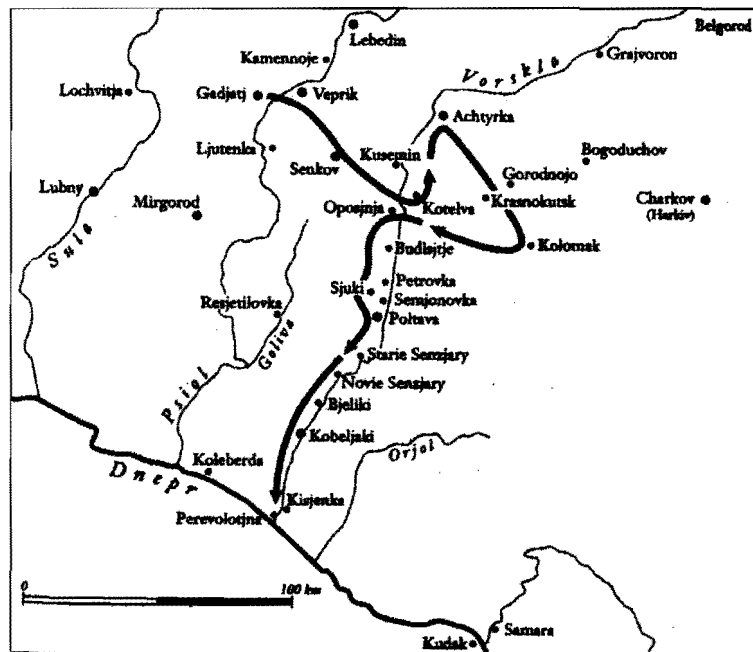 Belgorod
Lebedin
Grajvoron
Kamennoje
Vorskla
Lochvitja
Gadjatj
Veprik
Achtyrka
Ljutenka
Kusemin
Bogoduchov
Senkov
Gorodnojo
Lubny
Krasnokutsk
Charkov
(Harkiv)
Mirgorod
Oposjnja
Kotelva
Sula
Kolomak
Budisjtje
Petrovka
Sjuki
Semjonovka
Resjetilovka
Poltava
Goltva
Starie Senzjary
Novie Senzjary
Psiol
Bjeliki
Kobeljaki
Orjol
Koleberda
Dnepr
Kisjenka
Perevolotjna
0
100 km
Samara
Kudak